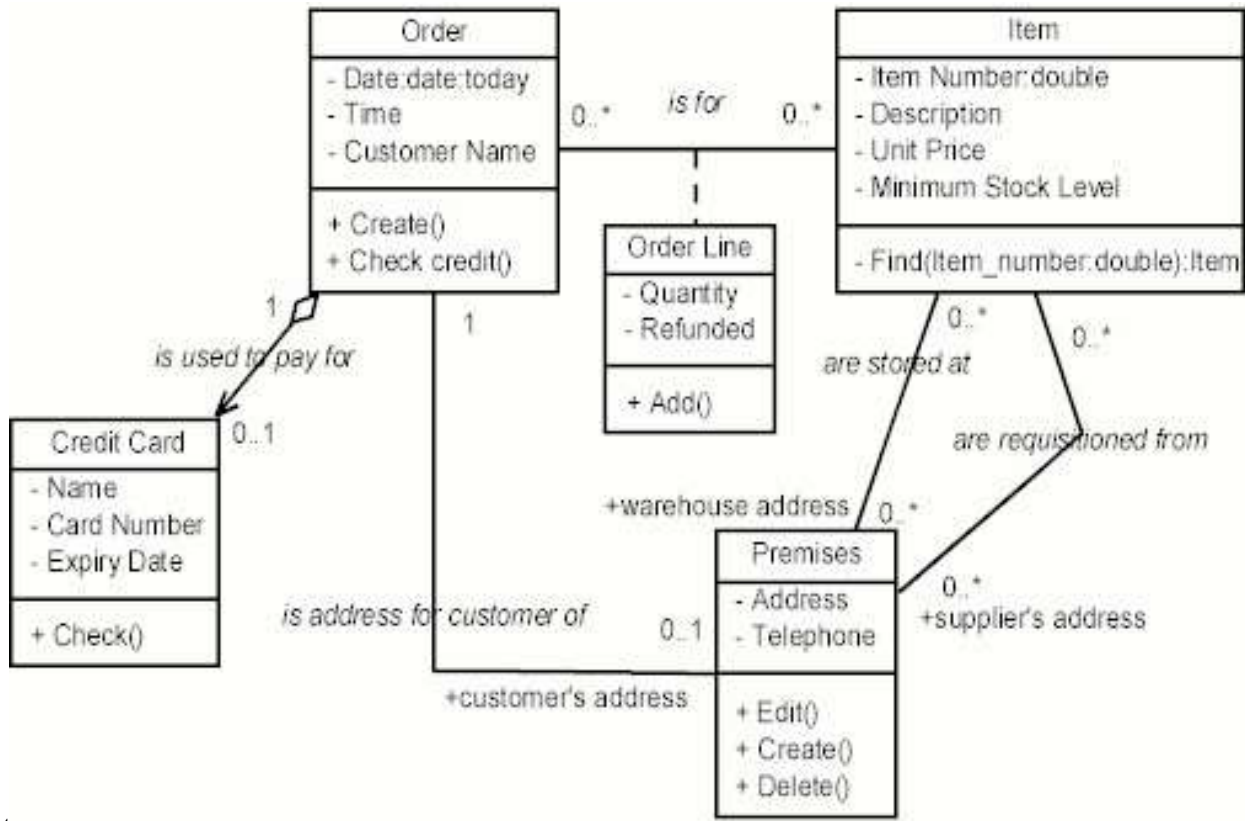 Order
- Date:date:today
- Time
- Customer Name
+ Create()
+ Check credit()
0..*
is for
0..*
Item
- Item Number:double
- Description
- Unit Price
- Minimum Stock Level
- Find(Item_number:double):Item
Order Line
- Quantity
- Refunded
+ Add()
1
is used to pay for
0..1
1
0..*
are stored at
0..*
are requisitioned from
Credit Card
- Name
- Card Number
- Expiry Date
+ Check()
+warehouse address
0..*
Premises
- Address
- Telephone
+ Edit()
+ Create()
+ Delete()
0..*
+supplier's address
is address for customer of
0..1
+customer's address